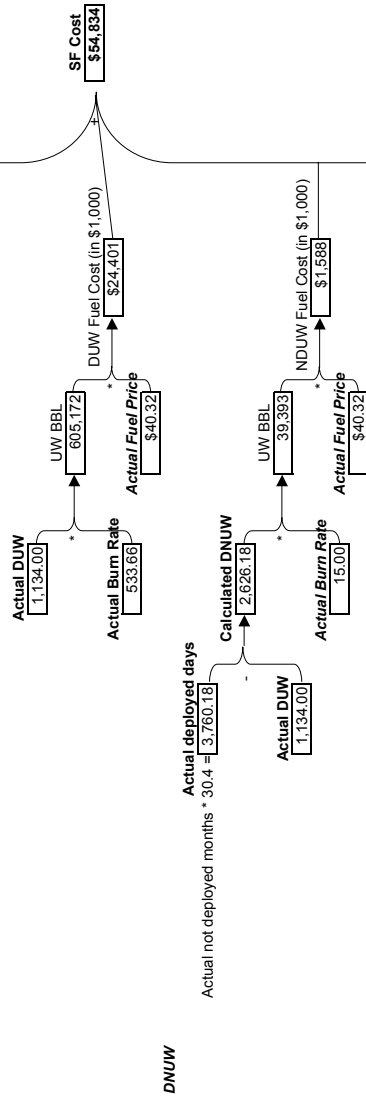 Actual DUW
1,134.00
*
Actual Burn Rate
533.66
UW BBL
605,172
*
Actual Fuel Price
$40.32
DUW Fuel Cost (in $1,000)
$24,401
+
SF Cost
$54,834
DNUW
Actual deployed days
Actual not deployed months * 30.4 = 3,760.18
-
Actual DUW
1,134.00
Calculated DNUW
2,626.18
*
Actual Burn Rate
15.00
UW BBL
39,393
*
Actual Fuel Price
$40.32
NDUW Fuel Cost (in $1,000)
$1,588